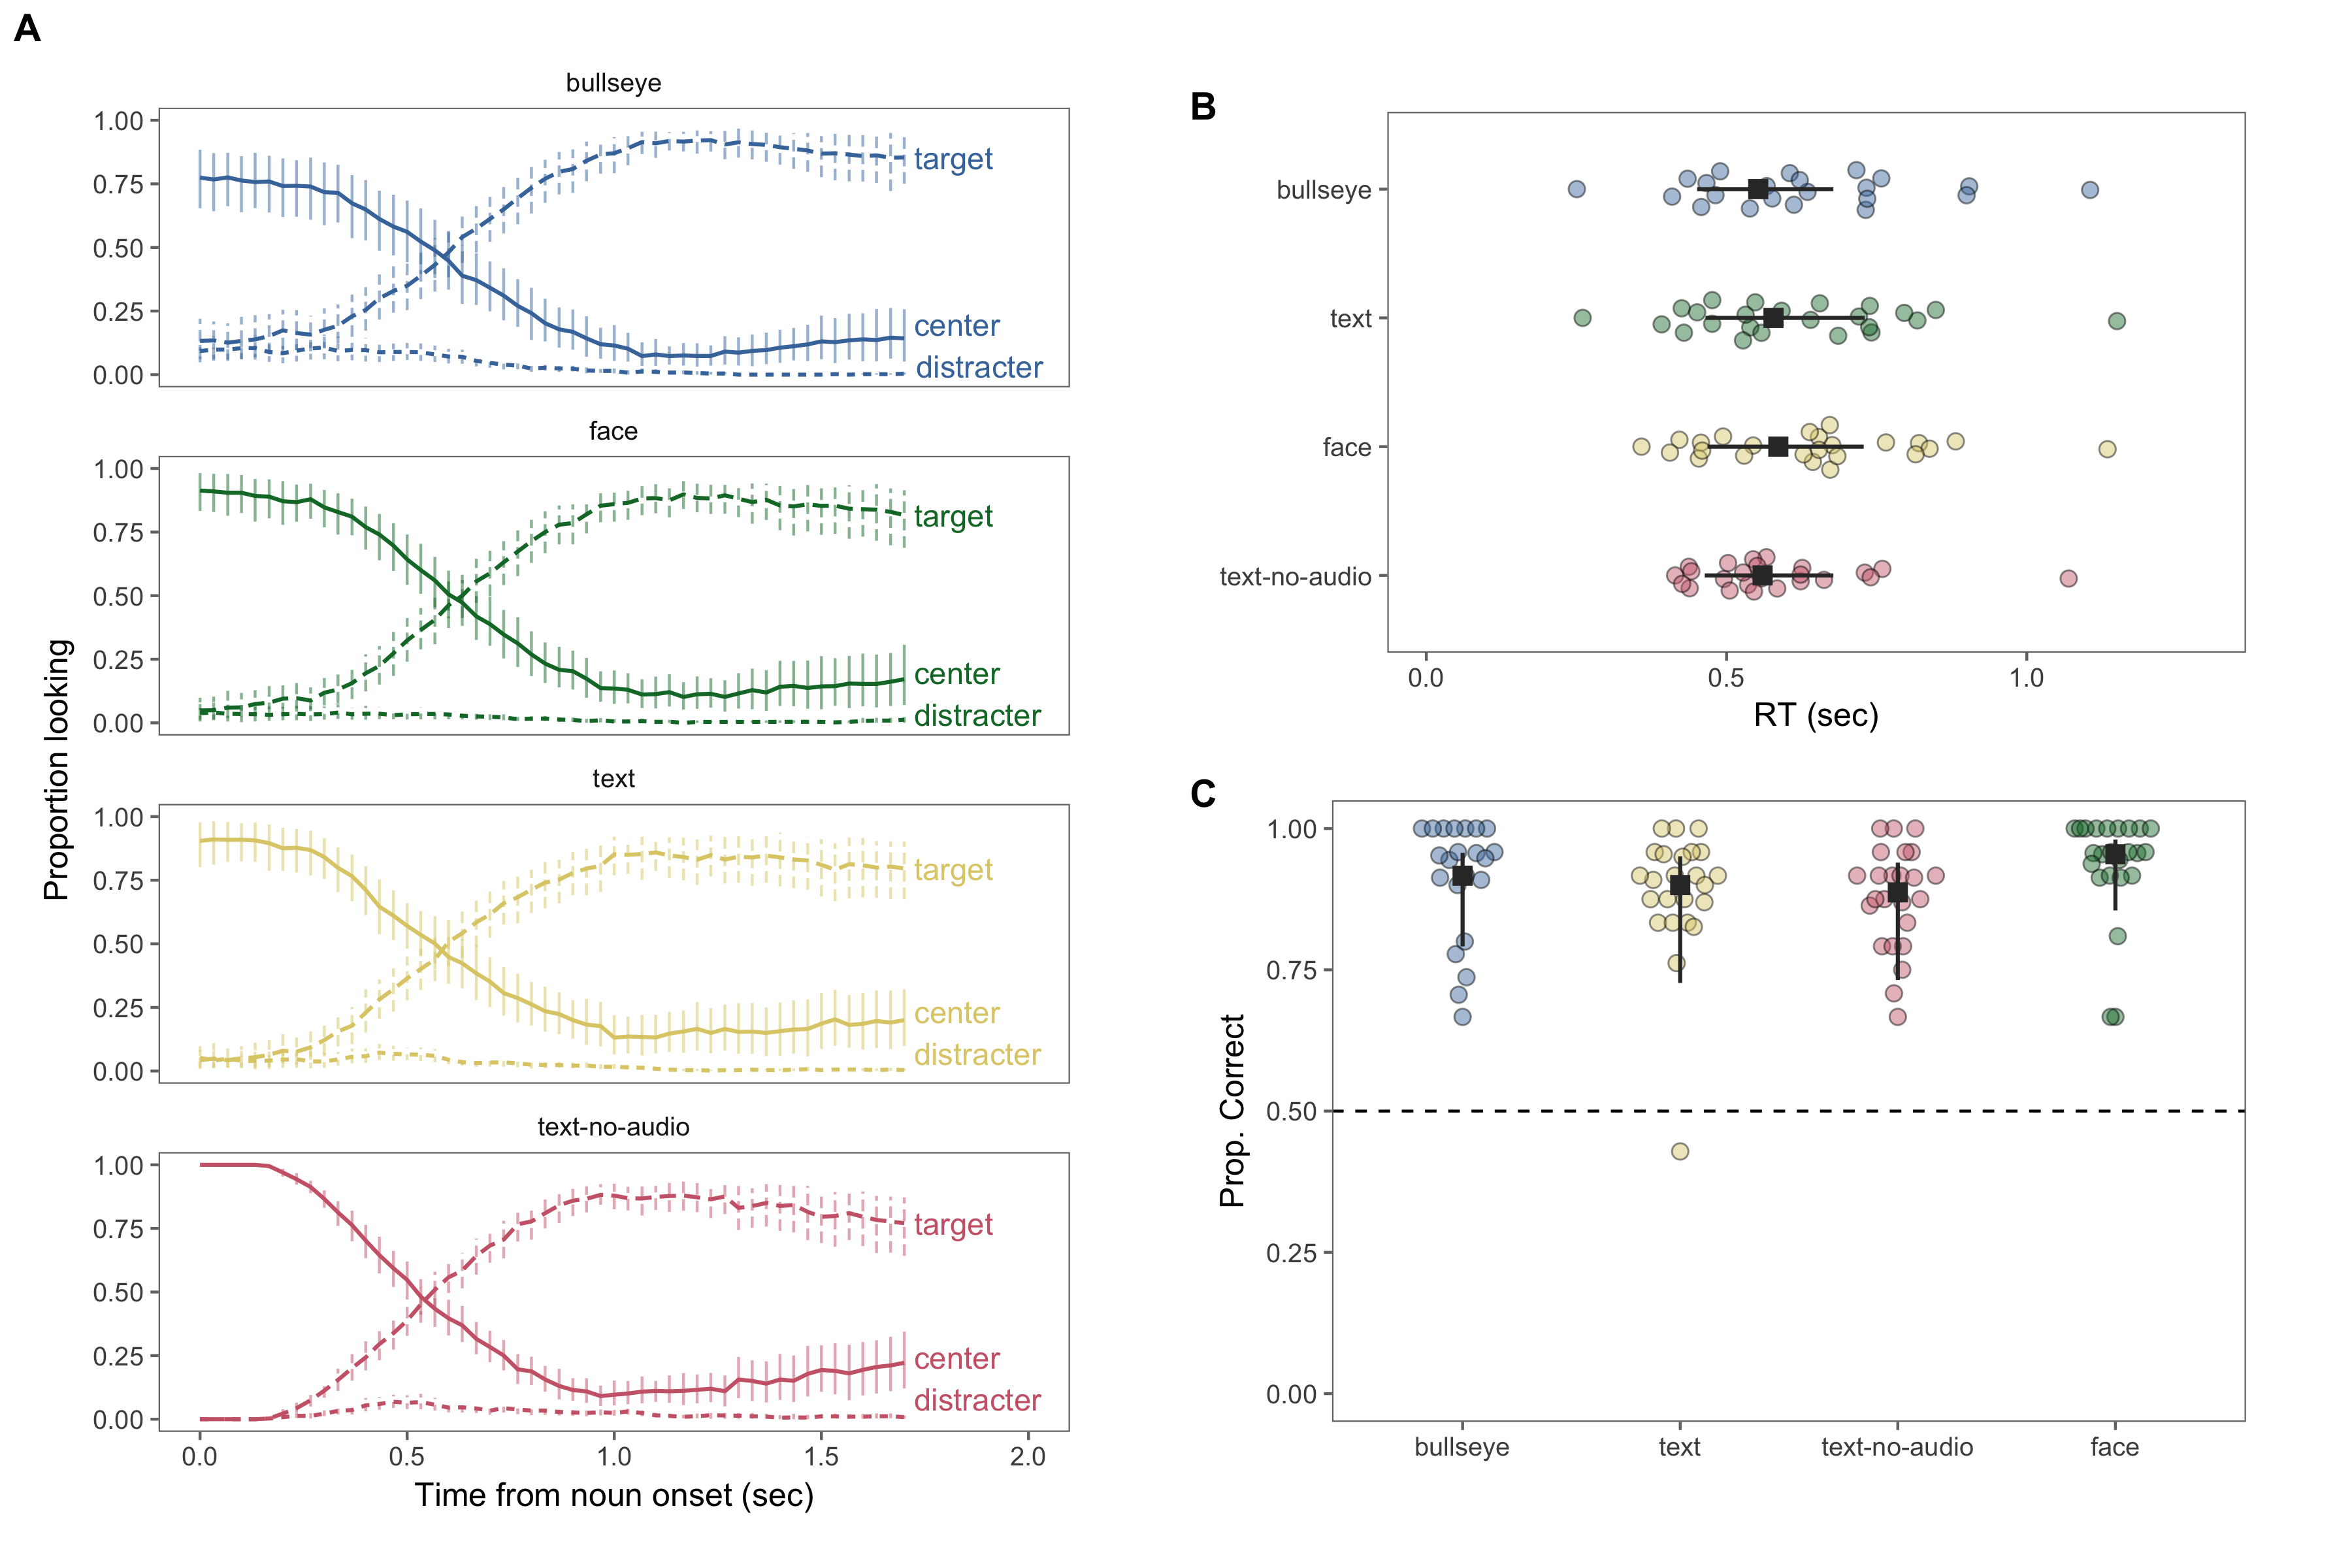 A
bullseye
1.00
0.75
0.50
0.25
0.00
target
center
distracter
face
1.00
0.75
0.50
0.25
0.00
target
center
distracter
text
1.00
0.75
0.50
0.25
0.00
target
center
distracter
text-no-audio
1.00
0.75
0.50
0.25
0.00
target
center
distracter
0.0 0.5 1.0 1.5 2.0
Time from noun onset (sec)
Proportion looking
B
bullseye
text
face
text-no-audio
0.0 0.5 1.0
RT (sec)
C
1.00
0.75
0.50
0.25
0.00
Prop. Correct
bullseye text text-no-audio face